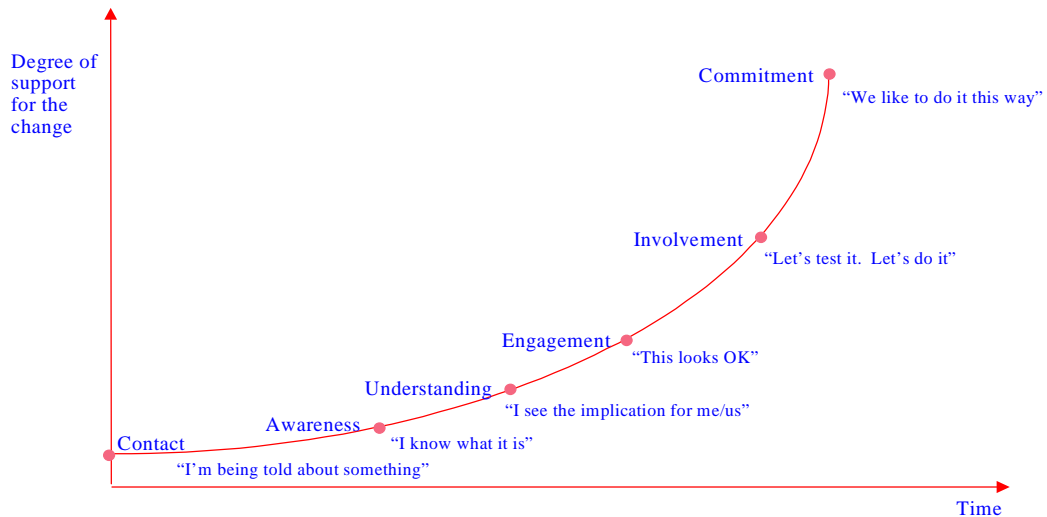 Degree of
support
for the
change
Commitment
“We like to do it this way”
Involvement
“Let’s test it.  Let’s do it”
Engagement
“This looks OK”
Understanding
“I see the implication for me/us”
Awareness
“I know what it is”
Contact
“I’m being told about something”
Time